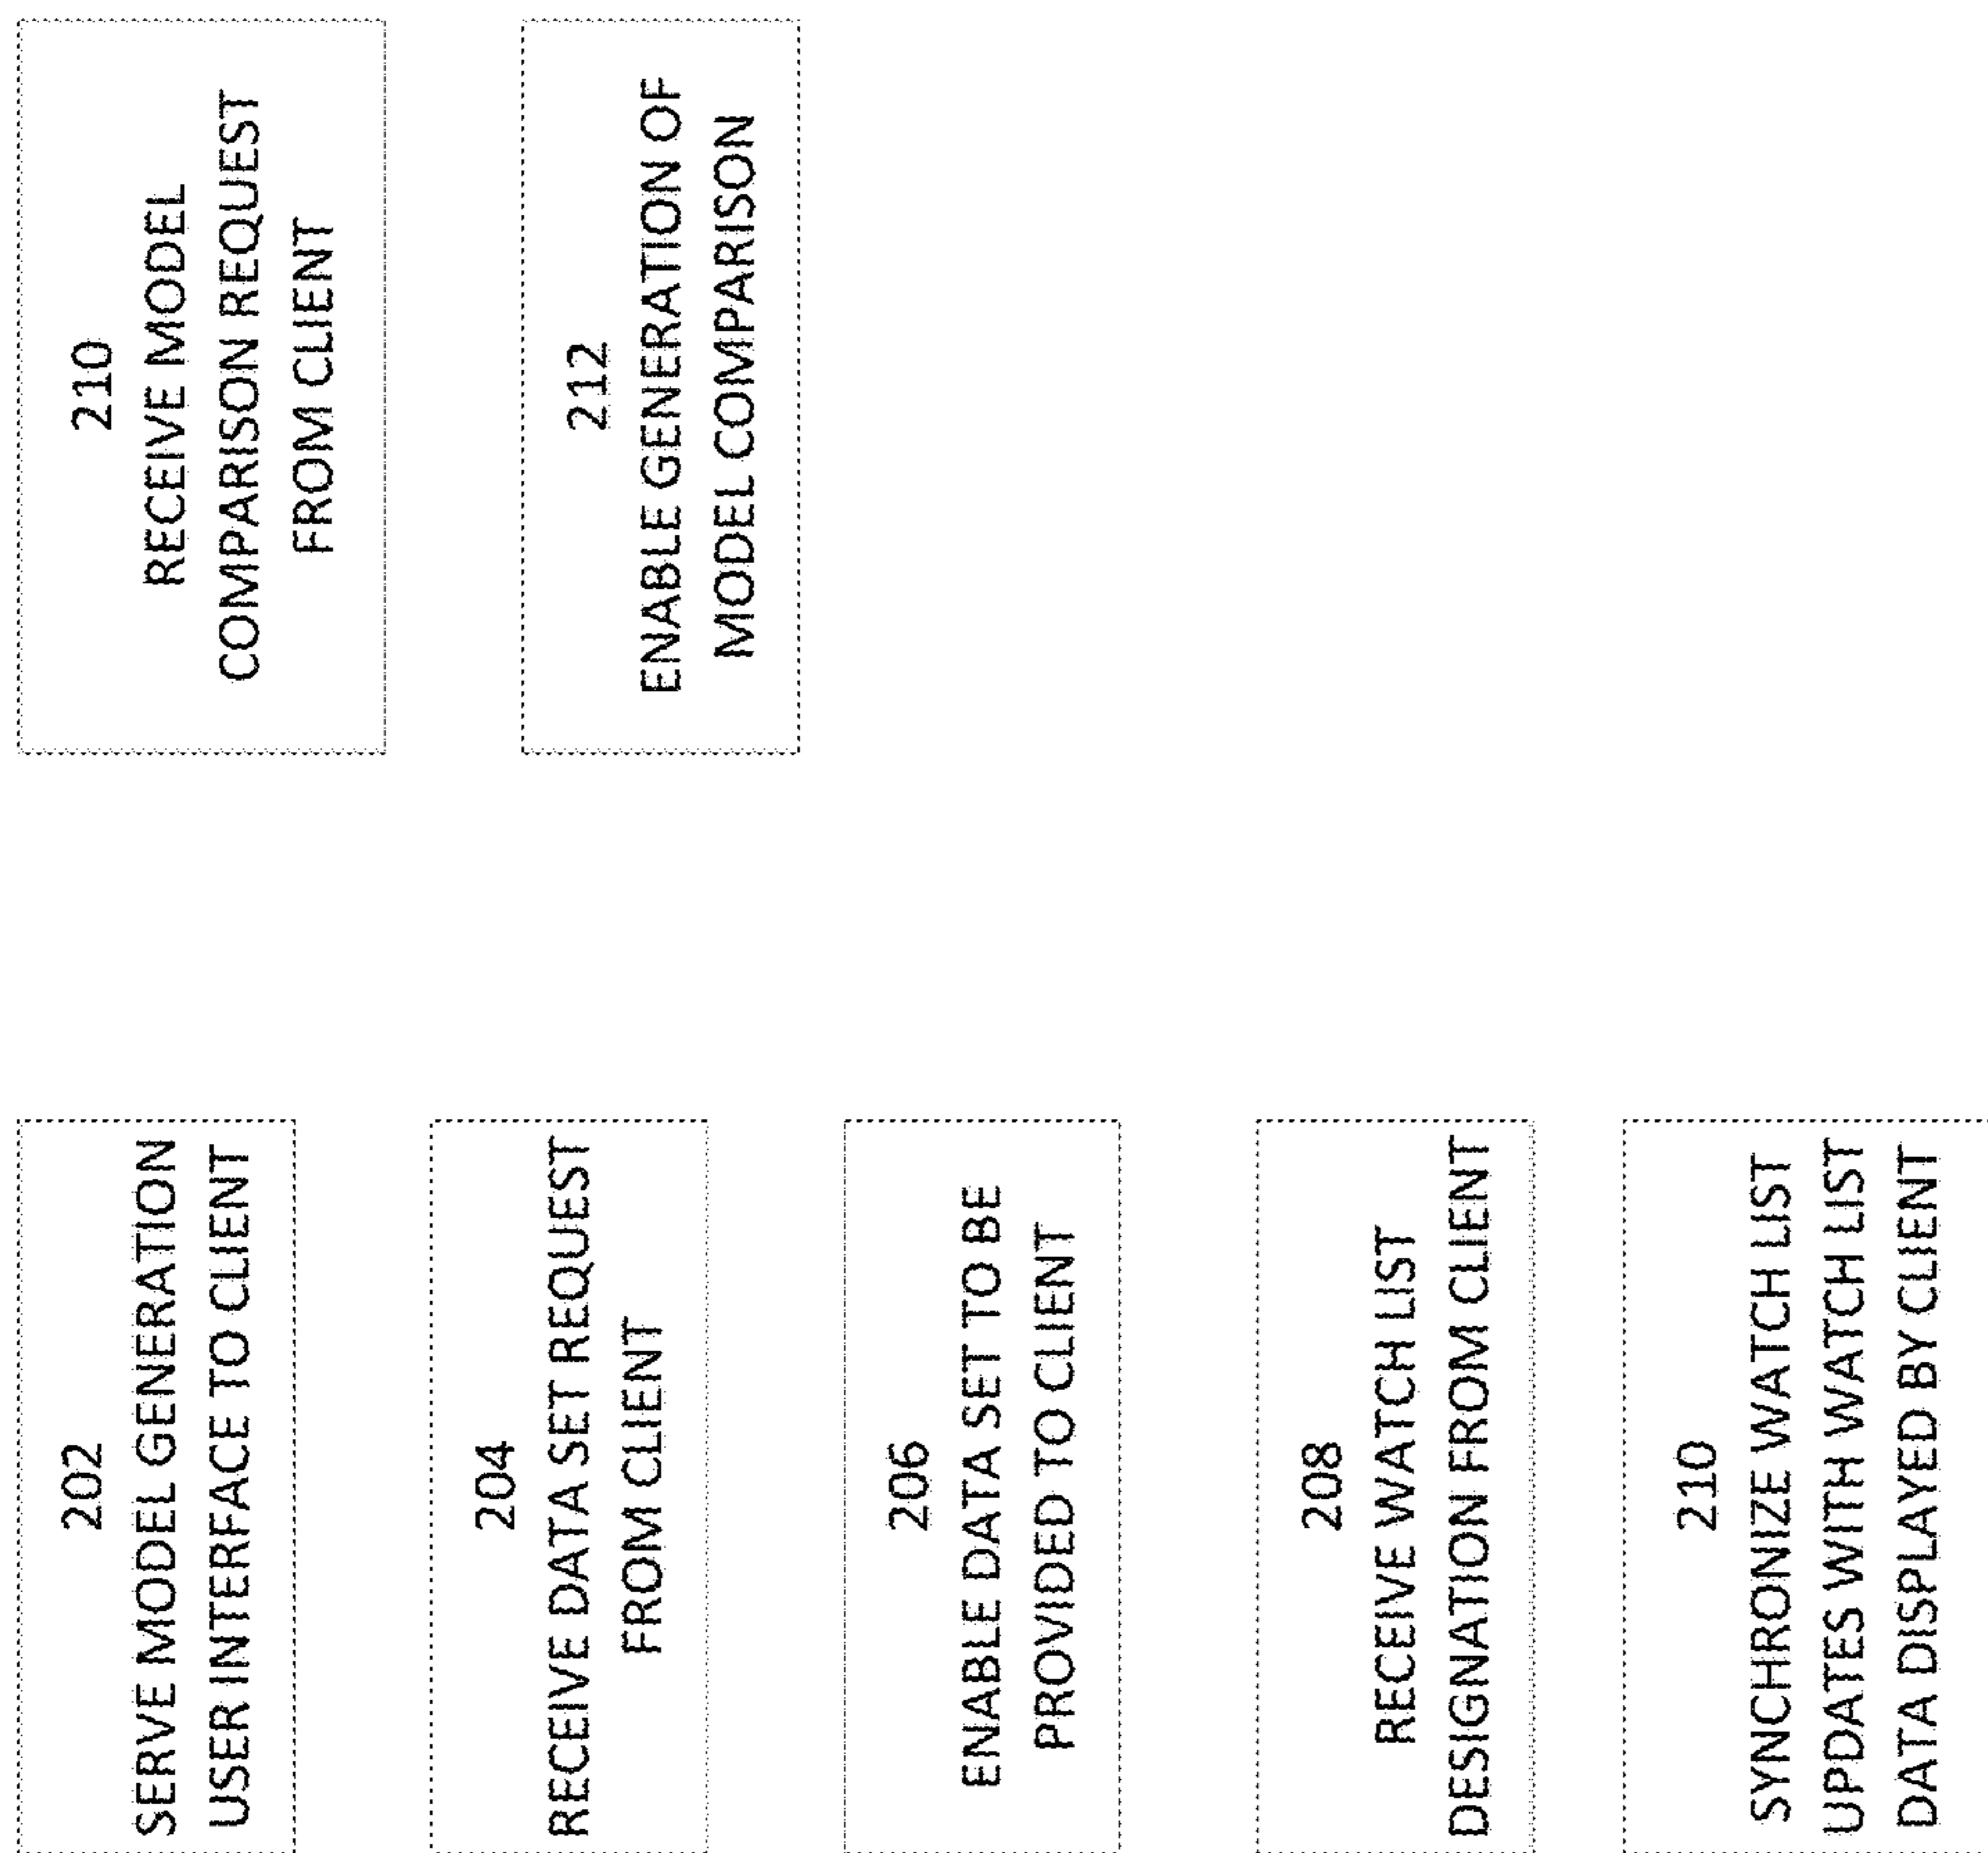 202
SERVE MODEL GENERATION
USER INTERFACE TO CLIENT
204
RECEIVE DATA SET REQUEST
FROM CLIENT
206
ENABLE DATA SET TO BE
PROVIDED TO CLIENT
208
RECEIVE WATCH LIST
DESIGNATION FROM CLIENT
210
SYNCHRONIZE WATCH LIST
UPDATES WITH WATCH LIST
DATA DISPLAYED BY CLIENT
210
RECEIVE MODEL
COMPARISON REQUEST
FROM CLIENT
212
ENABLE GENERATION OF
MODEL COMPARISON